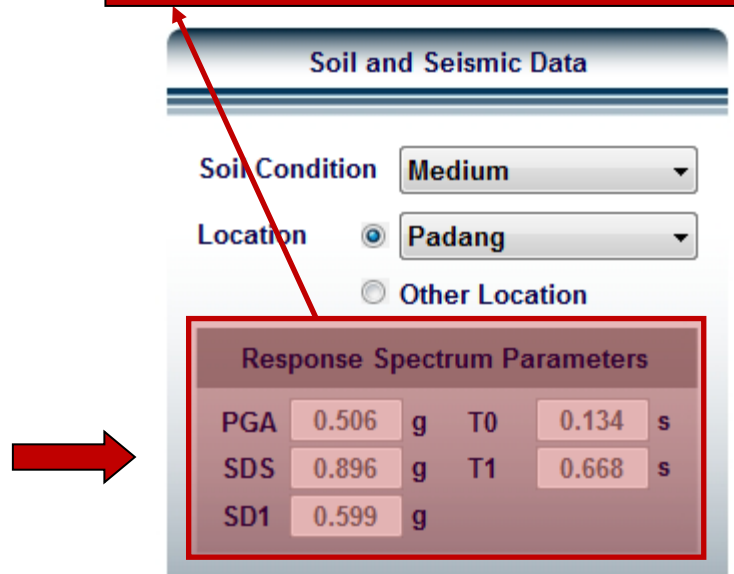 Soil and Seismic Data
Soil Condition Medium
Location Padang
Other Location
Response Spectrum Parameters
PGA 0.506 g T0 0.134 s
SDS 0.896 g T1 0.668 s
SD1 0.599 g